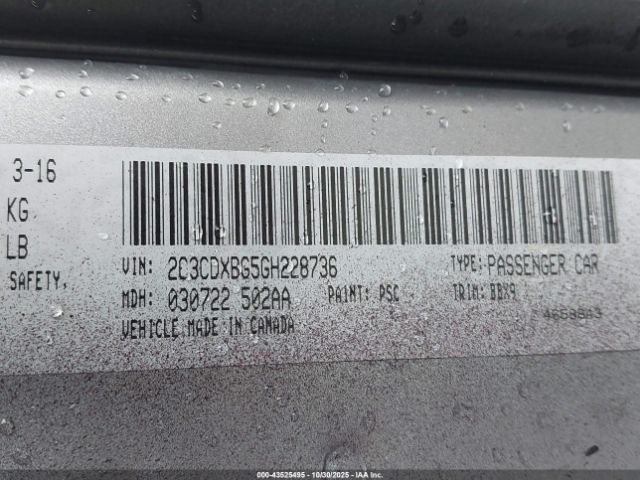 3-16
KG
LB
SAFETY,
VIN: 2C3CDXBG5GH228736 TYPE: PASSENGER CAR
MDH: 030722 502AA PAINT: PSC TRIM: BBX9
VEHICLE MADE IN CANADA
© 000-43525495 | 10/30/2025 | IAA Inc.